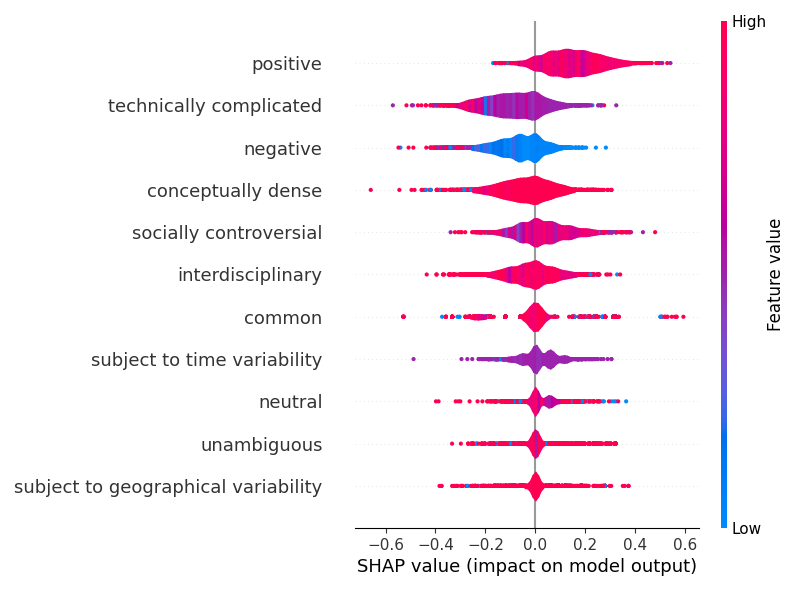 High
positive
technically complicated
negative
conceptually dense
socially controversial
interdisciplinary
common
subject to time variability
neutral
unambiguous
subject to geographical variability
Feature value
Low
−0.6 −0.4 −0.2 0.0 0.2 0.4 0.6
SHAP value (impact on model output)